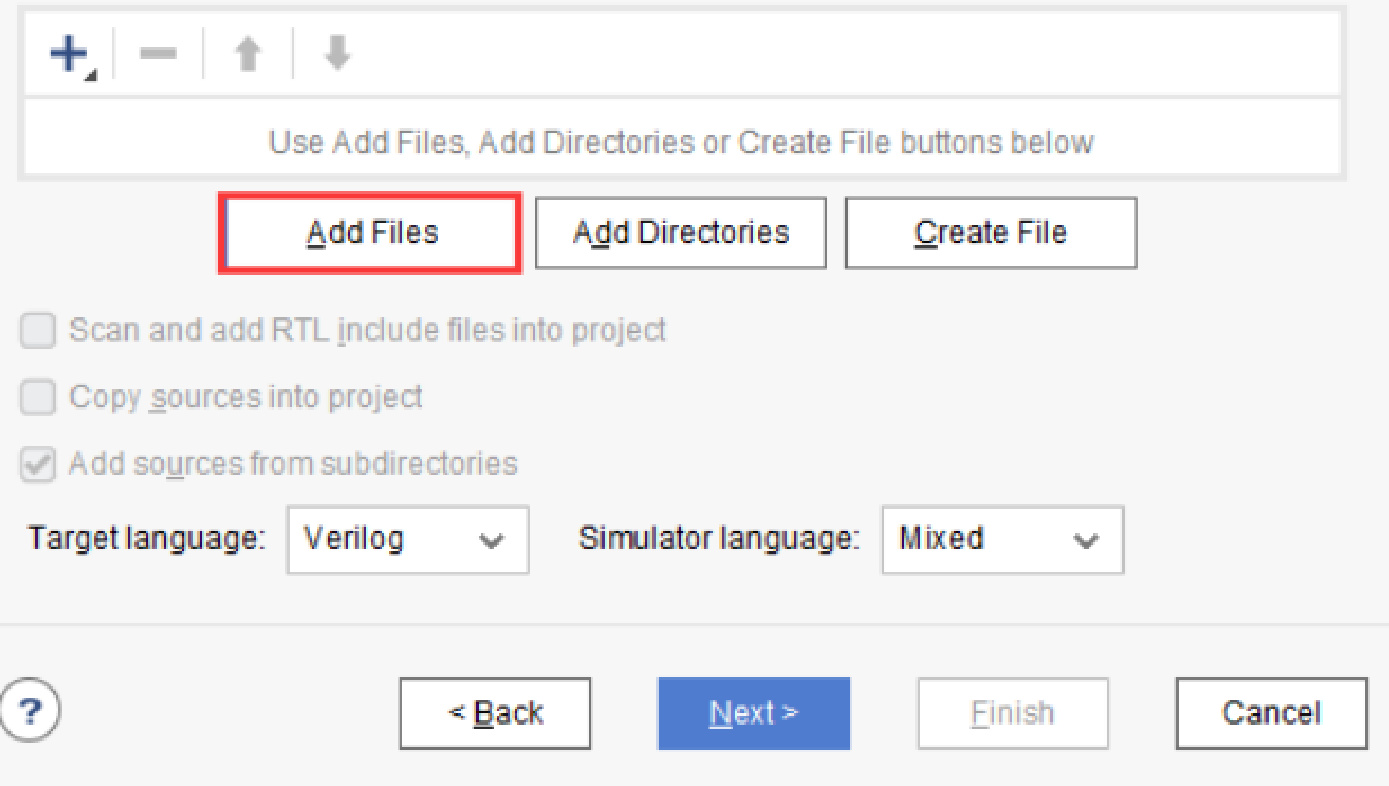 Use Add Files, Add Directories or Create File buttons below
Add Files
Add Directories
Create File
Scan and add RTL include files into project
Copy sources into project
Add sources from subdirectories
Target language: Verilog
Simulator language: Mixed
?
< Back
Next >
Finish
Cancel